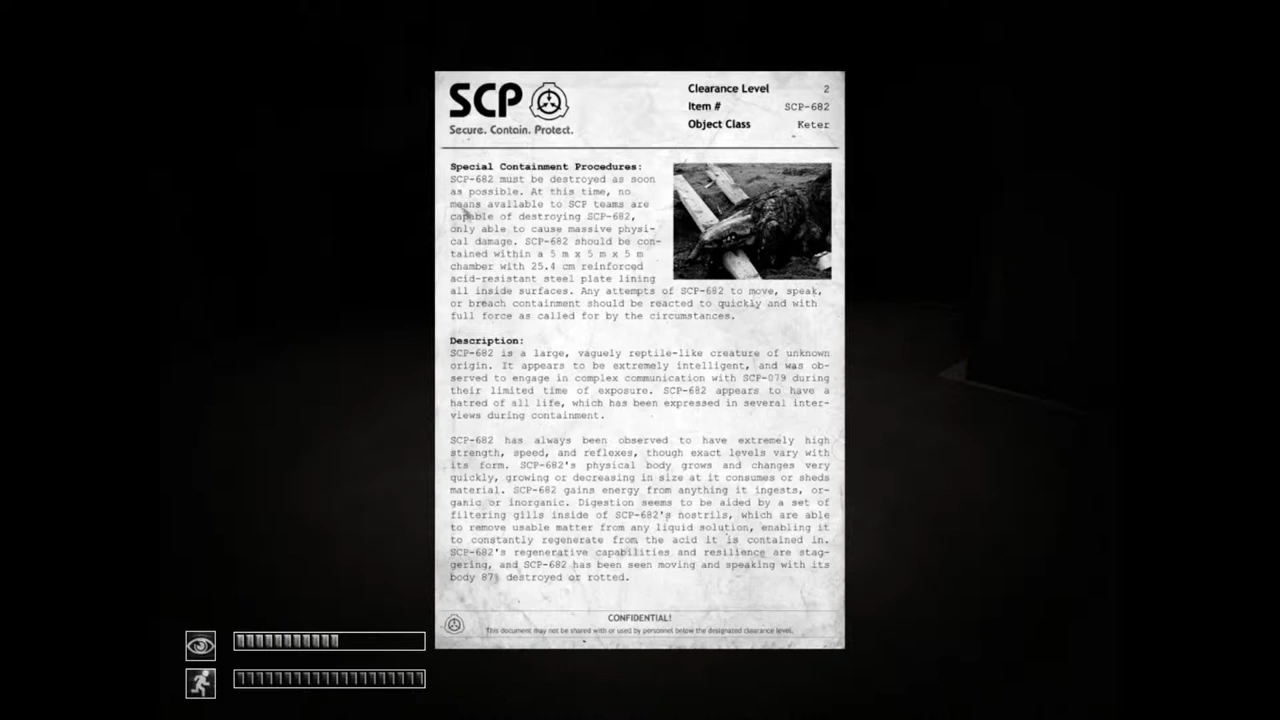 SCP
Secure. Contain. Protect.
Clearance Level 2
Item # SCP-682
Object Class Keter
Special Containment Procedures:
SCP-682 must be destroyed as soon
as possible. At this time, no
means available to SCP teams are
capable of destroying SCP-682,
only able to cause massive physi-
cal damage. SCP-682 should be con-
tained within a 5 m x 5 m x 5 m
chamber with 25.4 cm reinforced
acid-resistant steel plate lining
all inside surfaces. Any attempts of SCP-682 to move, speak,
or breach containment should be reacted to quickly and with
full force as called for by the circumstances.
Description:
SCP-682 is a large, vaguely reptile-like creature of unknown
origin. It appears to be extremely intelligent, and was ob-
served to engage in complex communication with SCP-079 during
their limited time of exposure. SCP-682 appears to have a
hatred of all life, which has been expressed in several inter-
views during containment.
SCP-682 has always been observed to have extremely high
strength, speed, and reflexes, though exact levels vary with
its form. SCP-682's physical body grows and changes very
quickly, growing or decreasing in size at it consumes or sheds
material. SCP-682 gains energy from anything it ingests, or-
ganic or inorganic. Digestion seems to be aided by a set of
filtering gills inside of SCP-682's nostrils, which are able
to remove usable matter from any liquid solution, enabling it
to constantly regenerate from the acid it is contained in.
SCP-682's regenerative capabilities and resilience are stag-
gering, and SCP-682 has been seen moving and speaking with its
body 87% destroyed or rotted.
CONFIDENTIAL!
This document may not be shared with or used by personnel below the designated clearance level.